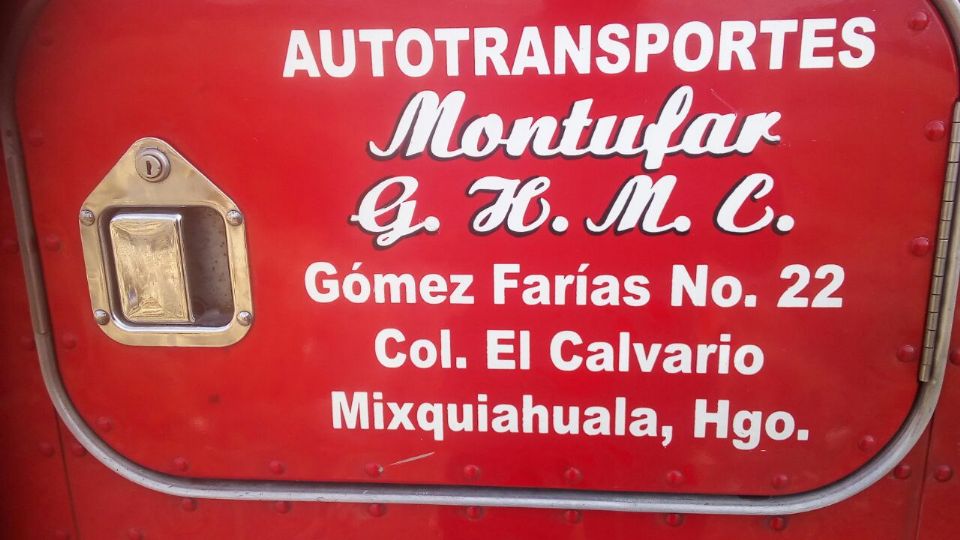 AUTOTRANSPORTES
Montufar
G. H. M. C.
Gómez Farías No. 22
Col. El Calvario
Mixquiahuala, Hgo.